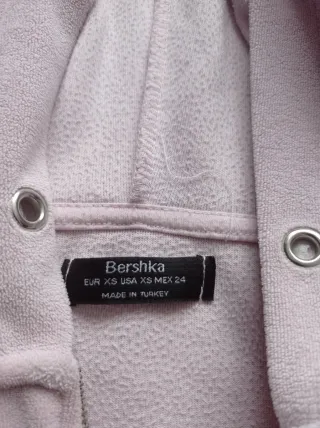 Bershka
EUR XS USA XS MEX 24
MADE IN TURKEY